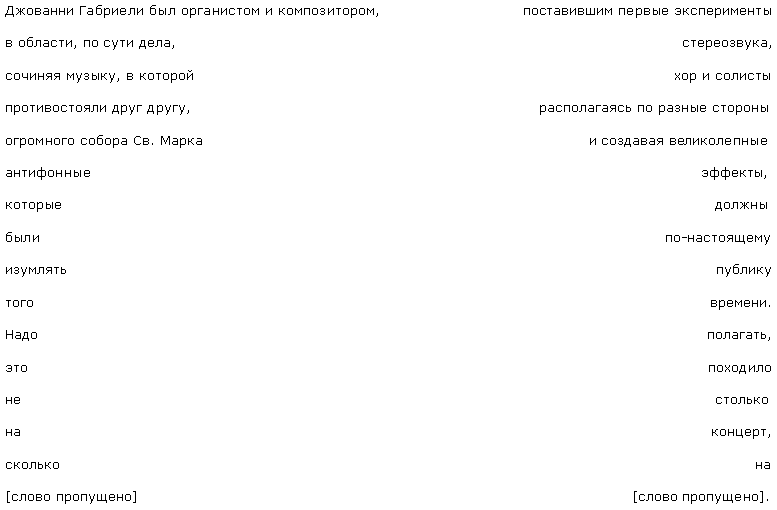 Джованни Габриели был органистом и композитором, поставившим первые эксперименты
в области, по сути дела, стереозвука,
сочиняя музыку, в которой хор и солисты
противостояли друг другу, располагаясь по разные стороны
огромного собора Св. Марка и создавая великолепные
антифонные эффекты,
которые должны
были по-настоящему
изумлять публику
того времени.
Надо полагать,
это походило
не столько
на концерт,
сколько на
[слово пропущено] [слово пропущено].